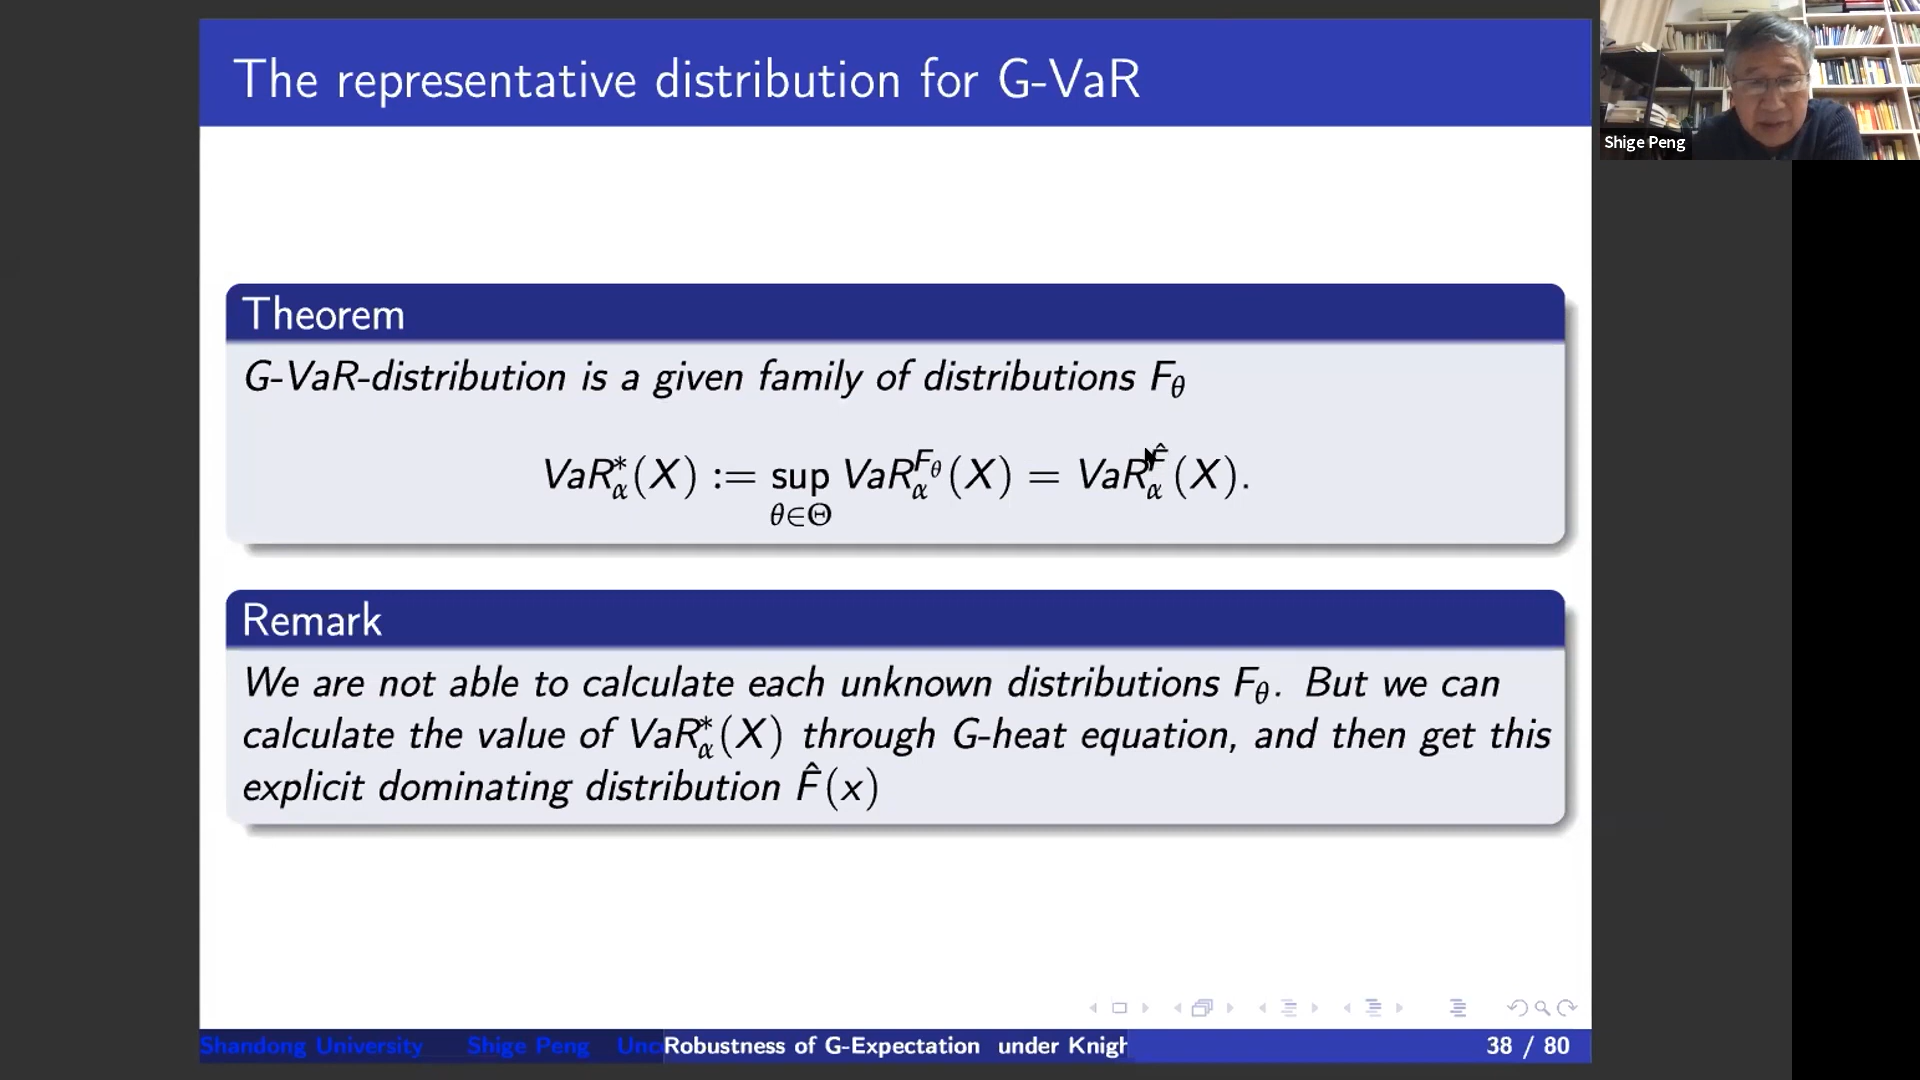 The representative distribution for G-VaR
Shige Peng
Theorem
G-VaR-distribution is a given family of distributions F_θ
VaR*_α(X) := sup_{θ∈Θ} VaR^{F_θ}_α(X) = VaR^{F̂}_α(X).
Remark
We are not able to calculate each unknown distributions F_θ. But we can
calculate the value of VaR*_α(X) through G-heat equation, and then get this
explicit dominating distribution F̂(x)
Shandong University Shige Peng Unc Robustness of G-Expectation under Knigh 38 / 80